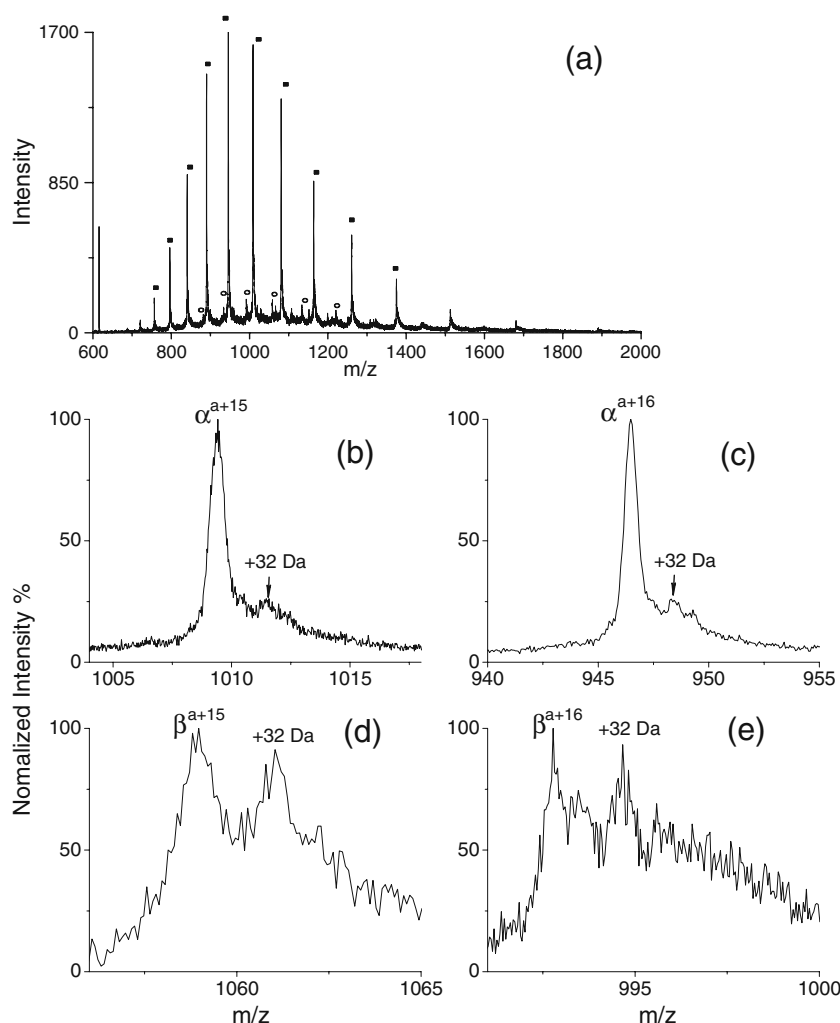 1700
(a)
Intensity
850
0
600 800 1000 1200 1400 1600 1800 2000
m/z
100
α a+15
(b)
50
+32 Da
0
1005 1010 1015
100
α a+16
(c)
50
+32 Da
0
940 945 950 955
Nomalized Intensity %
100
β a+15
+32 Da
(d)
50
0
1060 1065
m/z
100
β a+16
+32 Da
(e)
50
0
995 1000
m/z